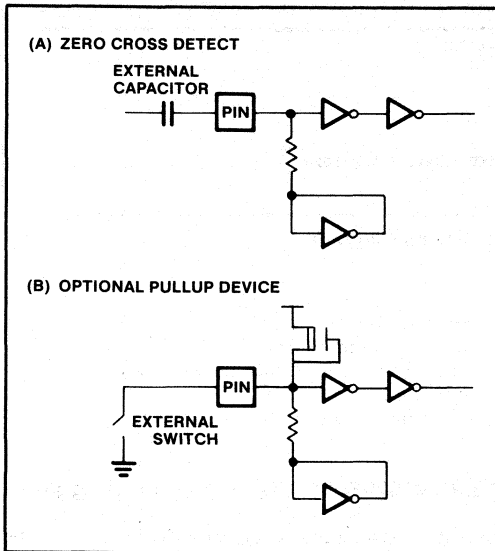 (A) ZERO CROSS DETECT
EXTERNAL
CAPACITOR
PIN
(B) OPTIONAL PULLUP DEVICE
PIN
EXTERNAL
SWITCH